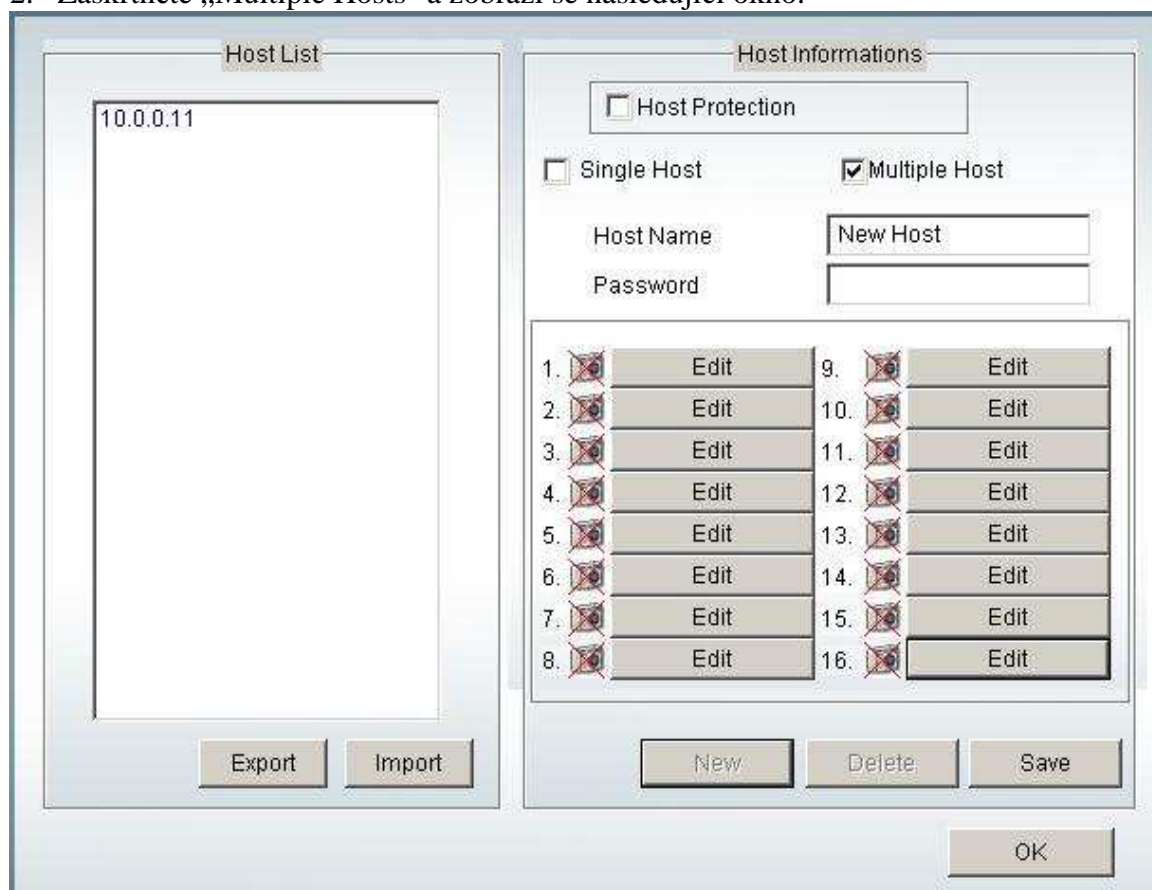 2. Zaškrtněte „Multiple Hosts“ a zobrazí se následující okno:
Host List
10.0.0.11
Export
Import
Host Informations
Host Protection
Single Host
Multiple Host
Host Name
New Host
Password
1. Edit
2. Edit
3. Edit
4. Edit
5. Edit
6. Edit
7. Edit
8. Edit
9. Edit
10. Edit
11. Edit
12. Edit
13. Edit
14. Edit
15. Edit
16. Edit
New
Delete
Save
OK